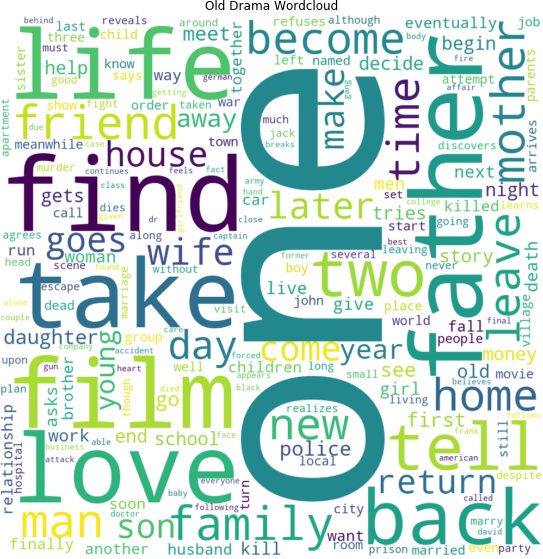 Old Drama Wordcloud
behind
life
last
around
three
must
sister
good
reveals
child
know
says
way
help
meet
together
refuses
although
left
named
body
eventually
job
become
decide
begin
fire
affair
attempt
parents
german
getting
show
fight
order
taken
war
friend
away
make
gang
much
jack
breaks
time
father
mother
discovers
arrives
apartment
due
case
meanwhile
murder
house
town
continues
feels
fact
class
army
hand
men
set
next
night
learns
find
gets
call
dies
given
dr
girlfriend
car
close
later
tries
killed
college
going
start
agrees
run
head
goes
along
captain
wife
woman
scene
found
without
former
several
best
leaving
never
story
leave
death
village
escape
boy
two
alone
couple
take
dead
marriage
visit
live
john
give
place
world
fall
final
people
daughter
company
accident
group
care
day
forced
appears
come
year
one
money
upon
young
plan
gun
heart
well
children
long
small
see
old
movie
brother
asks
though
died
black
girl
living
believes
home
film
go
realizes
new
first
followes
relationship
hospital
work
able
business
attack
end
school
face
everyone
police
local
tell
frank
still
american
despite
love
baby
following
turn
return
called
soon
doctor
city
back
marry
david
man
son
family
want
finally
another
husband
kill
room
prison
married
even
party